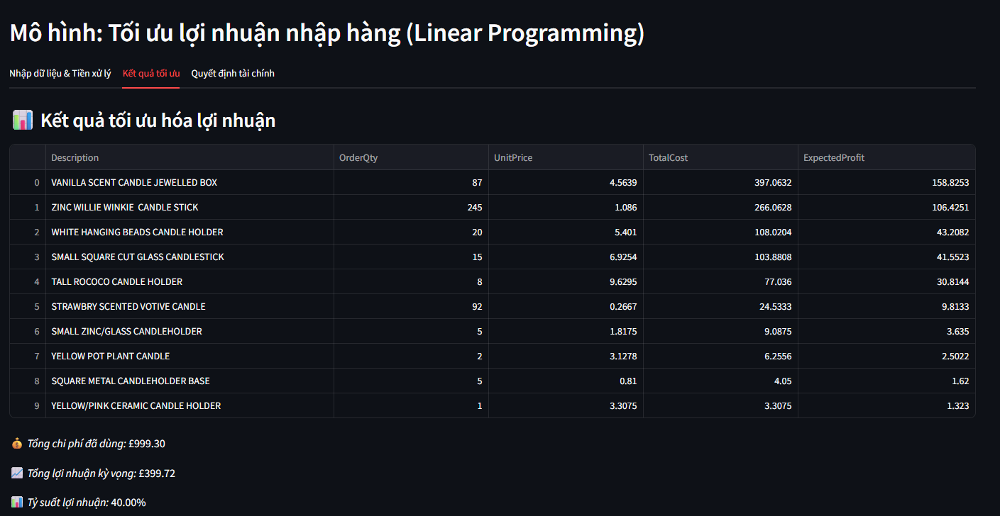 Mô hình: Tối ưu lợi nhuận nhập hàng (Linear Programming)
Nhập dữ liệu & Tiền xử lý Kết quả tối ưu Quyết định tài chính
Kết quả tối ưu hóa lợi nhuận
Description OrderQty UnitPrice TotalCost ExpectedProfit
0 VANILLA SCENT CANDLE JEWELLED BOX 87 4.5639 397.0632 158.8253
1 ZINC WILLIE WINKIE  CANDLE STICK 245 1.086 266.0628 106.4251
2 WHITE HANGING BEADS CANDLE HOLDER 20 5.401 108.0204 43.2082
3 SMALL SQUARE CUT GLASS CANDLESTICK 15 6.9254 103.8808 41.5523
4 TALL ROCOCO CANDLE HOLDER 8 9.6295 77.036 30.8144
5 STRAWBRY SCENTED VOTIVE CANDLE 92 0.2667 24.5333 9.8133
6 SMALL ZINC/GLASS CANDLEHOLDER 5 1.8175 9.0875 3.635
7 YELLOW POT PLANT CANDLE 2 3.1278 6.2556 2.5022
8 SQUARE METAL CANDLEHOLDER BASE 5 0.81 4.05 1.62
9 YELLOW/PINK CERAMIC CANDLE HOLDER 1 3.3075 3.3075 1.323
Tổng chi phí đã dùng: £999.30
Tổng lợi nhuận kỳ vọng: £399.72
Tỷ suất lợi nhuận: 40.00%